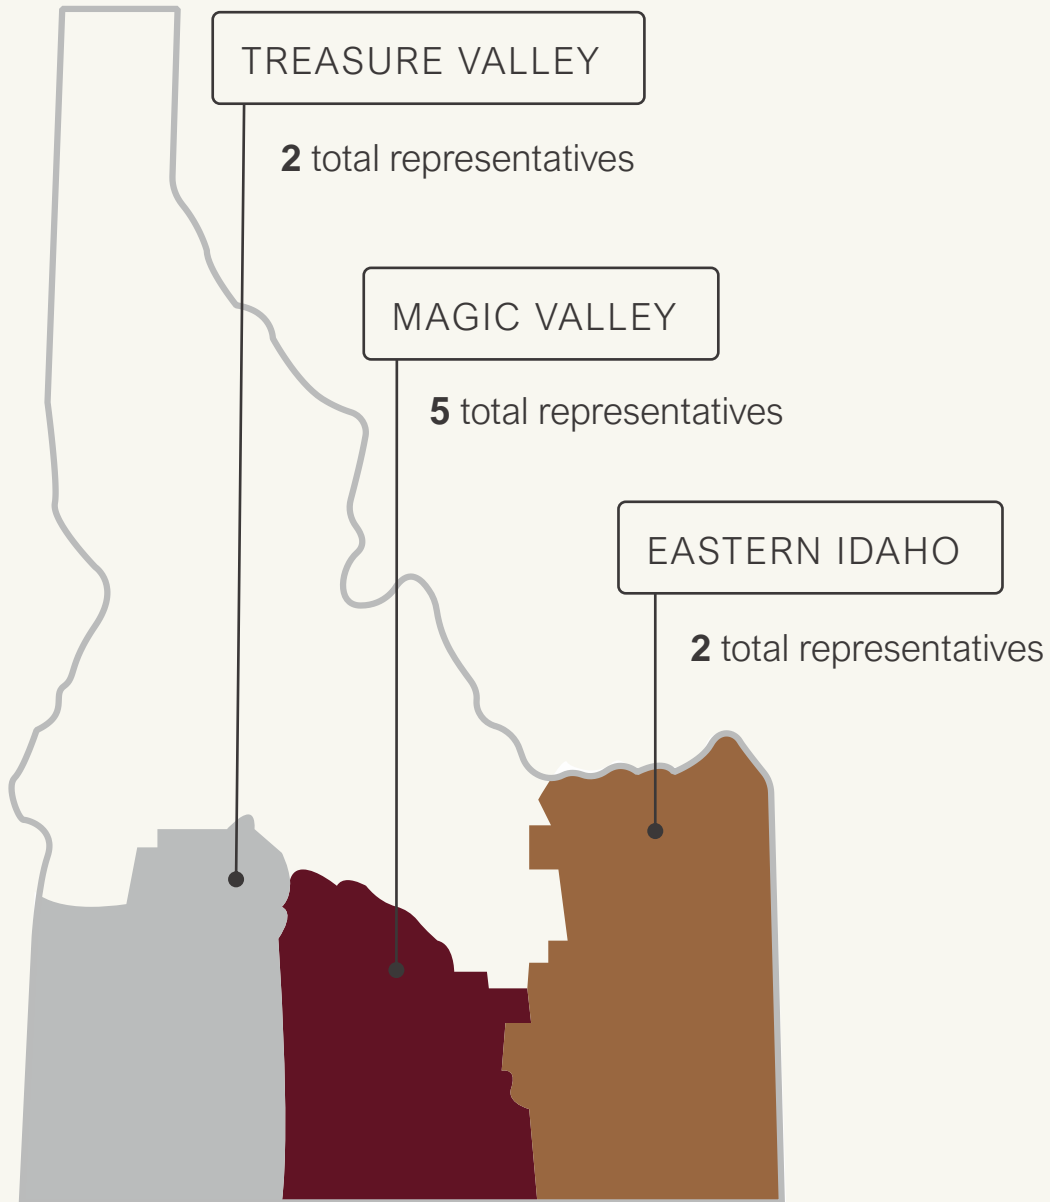 TREASURE VALLEY
2 total representatives
MAGIC VALLEY
5 total representatives
EASTERN IDAHO
2 total representatives